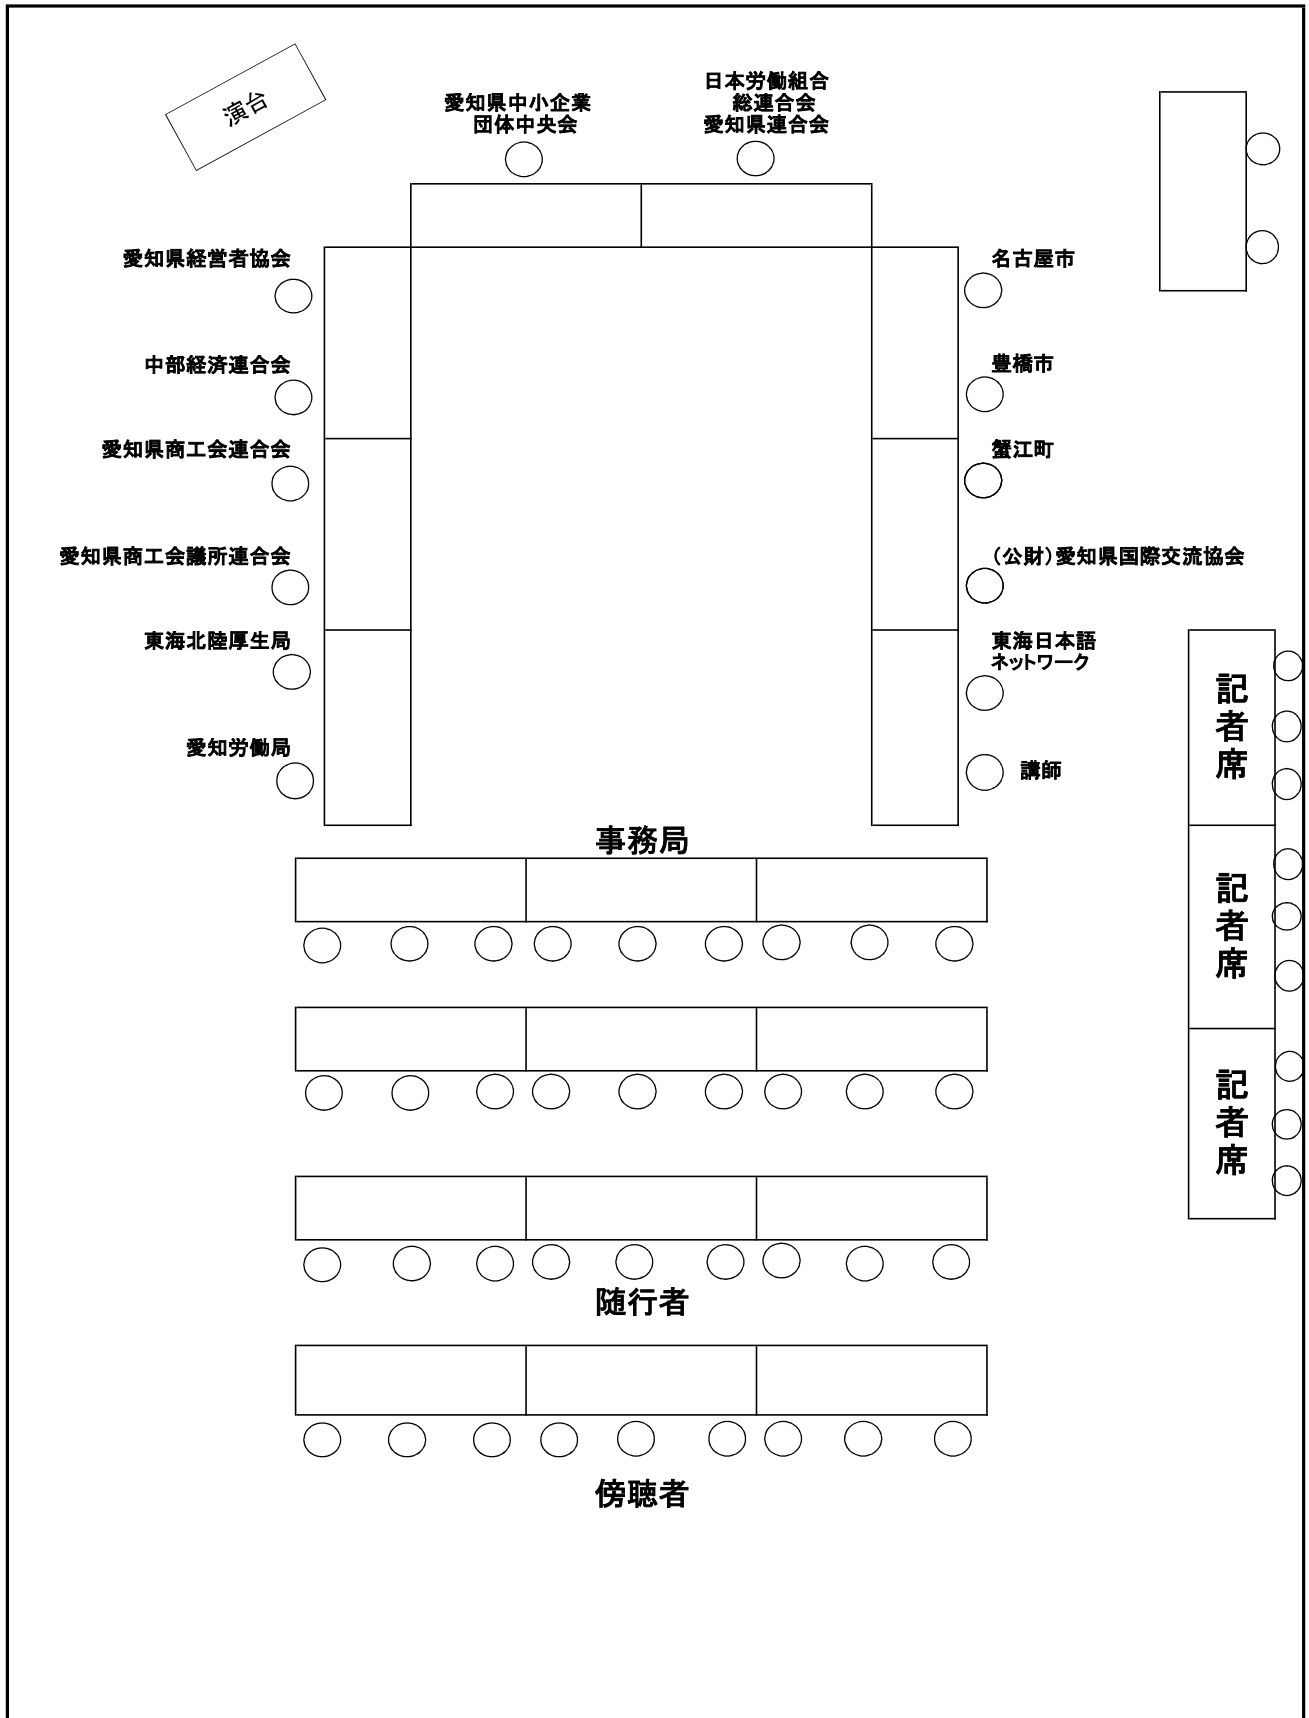 演台
愛知県中小企業
団体中央会
日本労働組合
総連合会
愛知県連合会
愛知県経営者協会
名古屋市
中部経済連合会
豊橋市
愛知県商工会連合会
蟹江町
愛知県商工会議所連合会
（公財）愛知県国際交流協会
東海北陸厚生局
東海日本語
ネットワーク
愛知労働局
講師
記者席
事務局
記者席
記者席
随行者
傍聴者